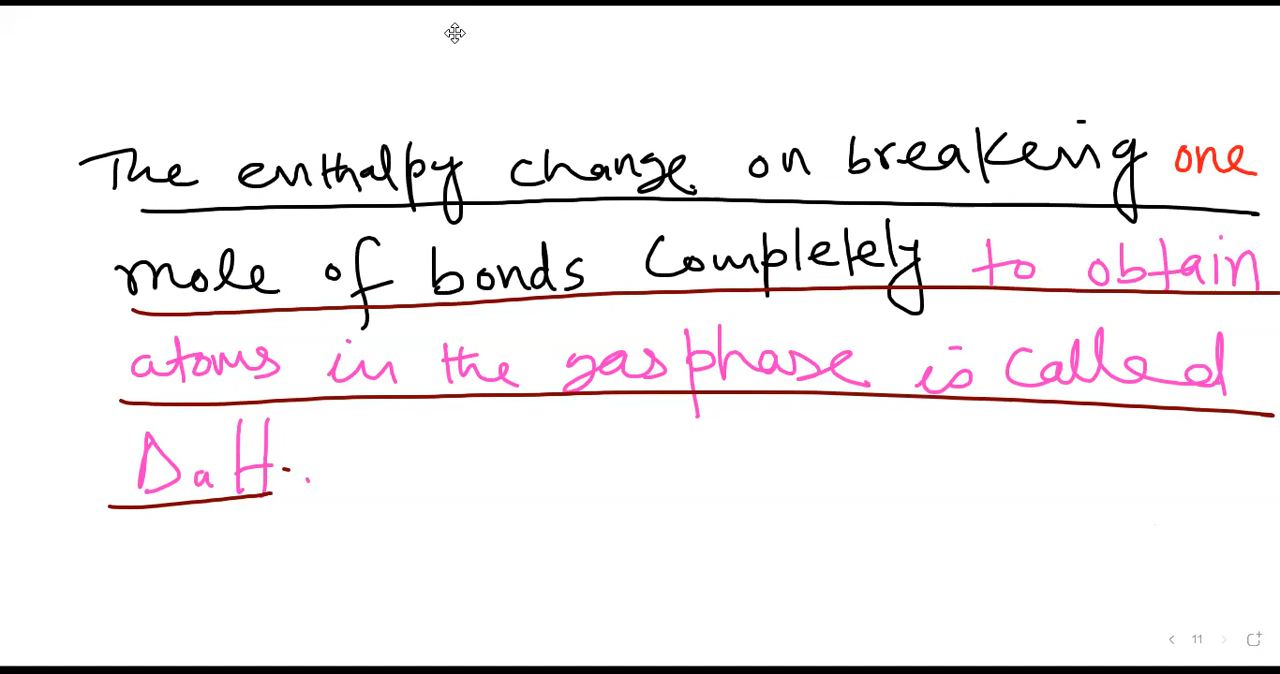 The enthalpy change on breakeing one
mole of bonds Completely to obtain
atoms in the gas phase is called
ΔaH.
11